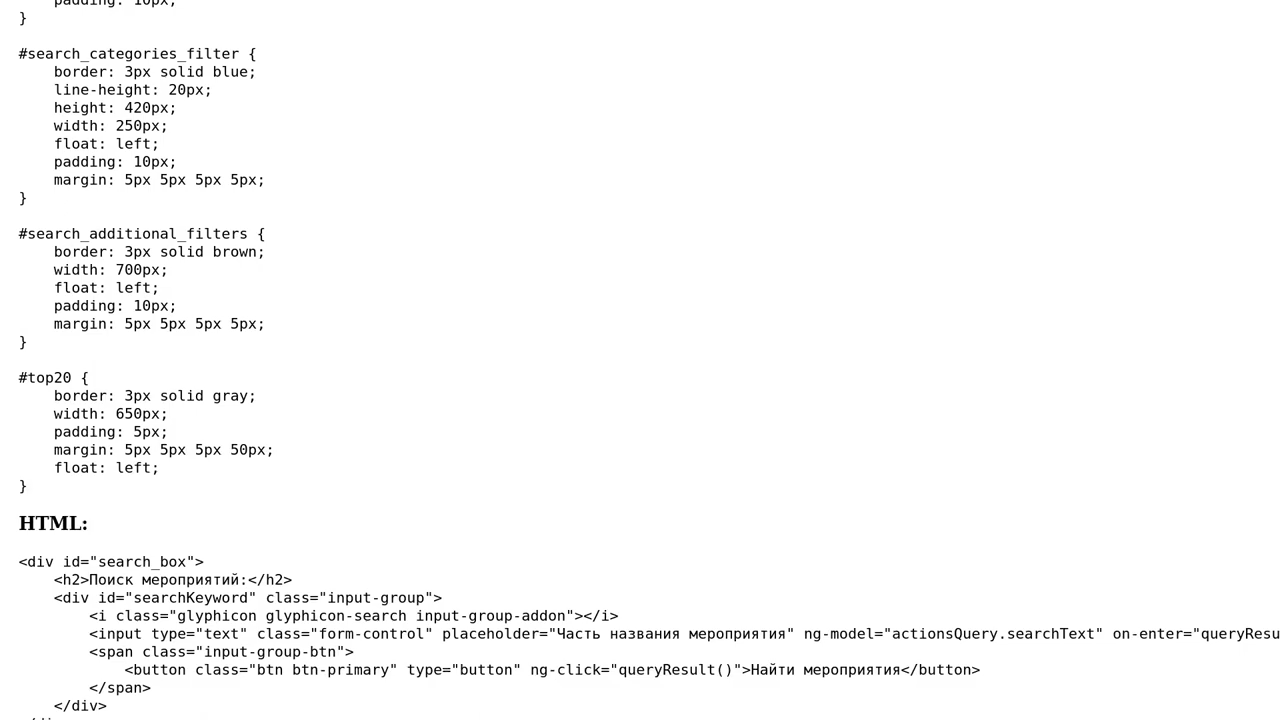 padding: 10px;
}
#search_categories_filter {
    border: 3px solid blue;
    line-height: 20px;
    height: 420px;
    width: 250px;
    float: left;
    padding: 10px;
    margin: 5px 5px 5px 5px;
}
#search_additional_filters {
    border: 3px solid brown;
    width: 700px;
    float: left;
    padding: 10px;
    margin: 5px 5px 5px 5px;
}
#top20 {
    border: 3px solid gray;
    width: 650px;
    padding: 5px;
    margin: 5px 5px 5px 50px;
    float: left;
}
HTML:
<div id="search_box">
    <h2>Поиск мероприятий:</h2>
    <div id="searchKeyword" class="input-group">
        <i class="glyphicon glyphicon-search input-group-addon"></i>
        <input type="text" class="form-control" placeholder="Часть названия мероприятия" ng-model="actionsQuery.searchText" on-enter="queryResu
        <span class="input-group-btn">
            <button class="btn btn-primary" type="button" ng-click="queryResult()">Найти мероприятия</button>
        </span>
    </div>